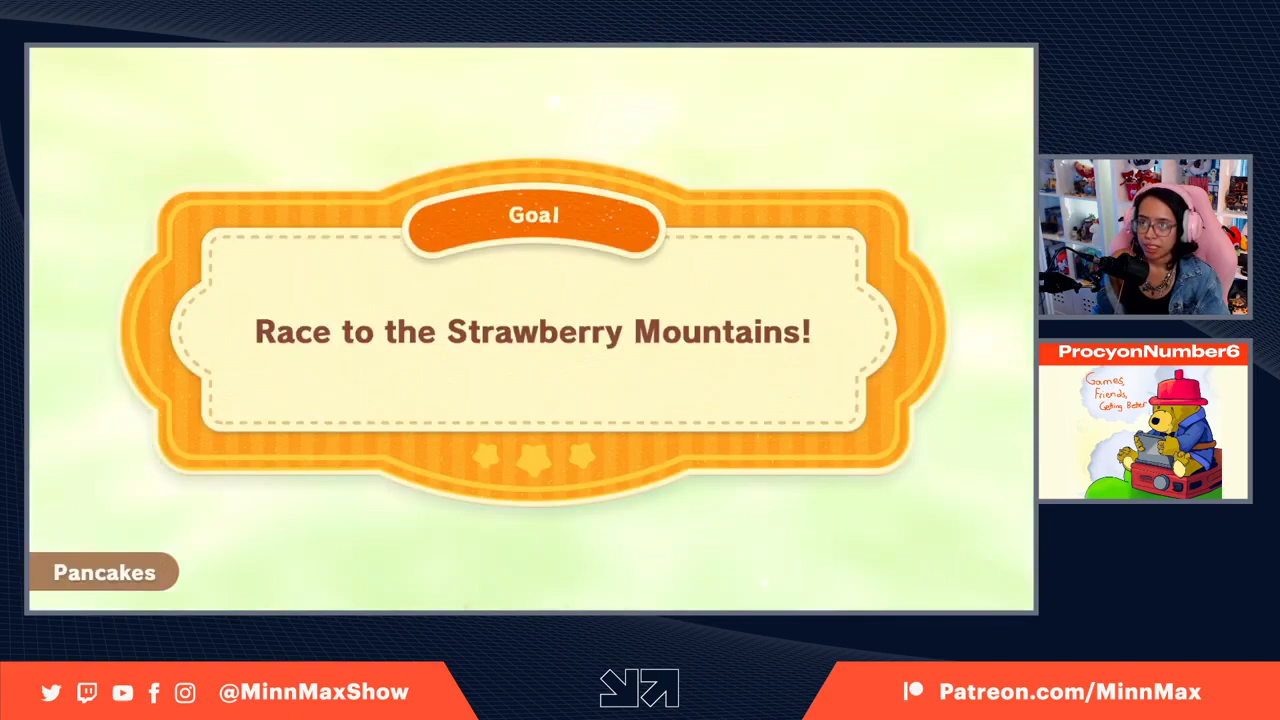 Goal
Race to the Strawberry Mountains!
Pancakes
ProcyonNumber6
Games,
Friends,
Getting Better
@MinnMaxShow
Patreon.com/MinnMax